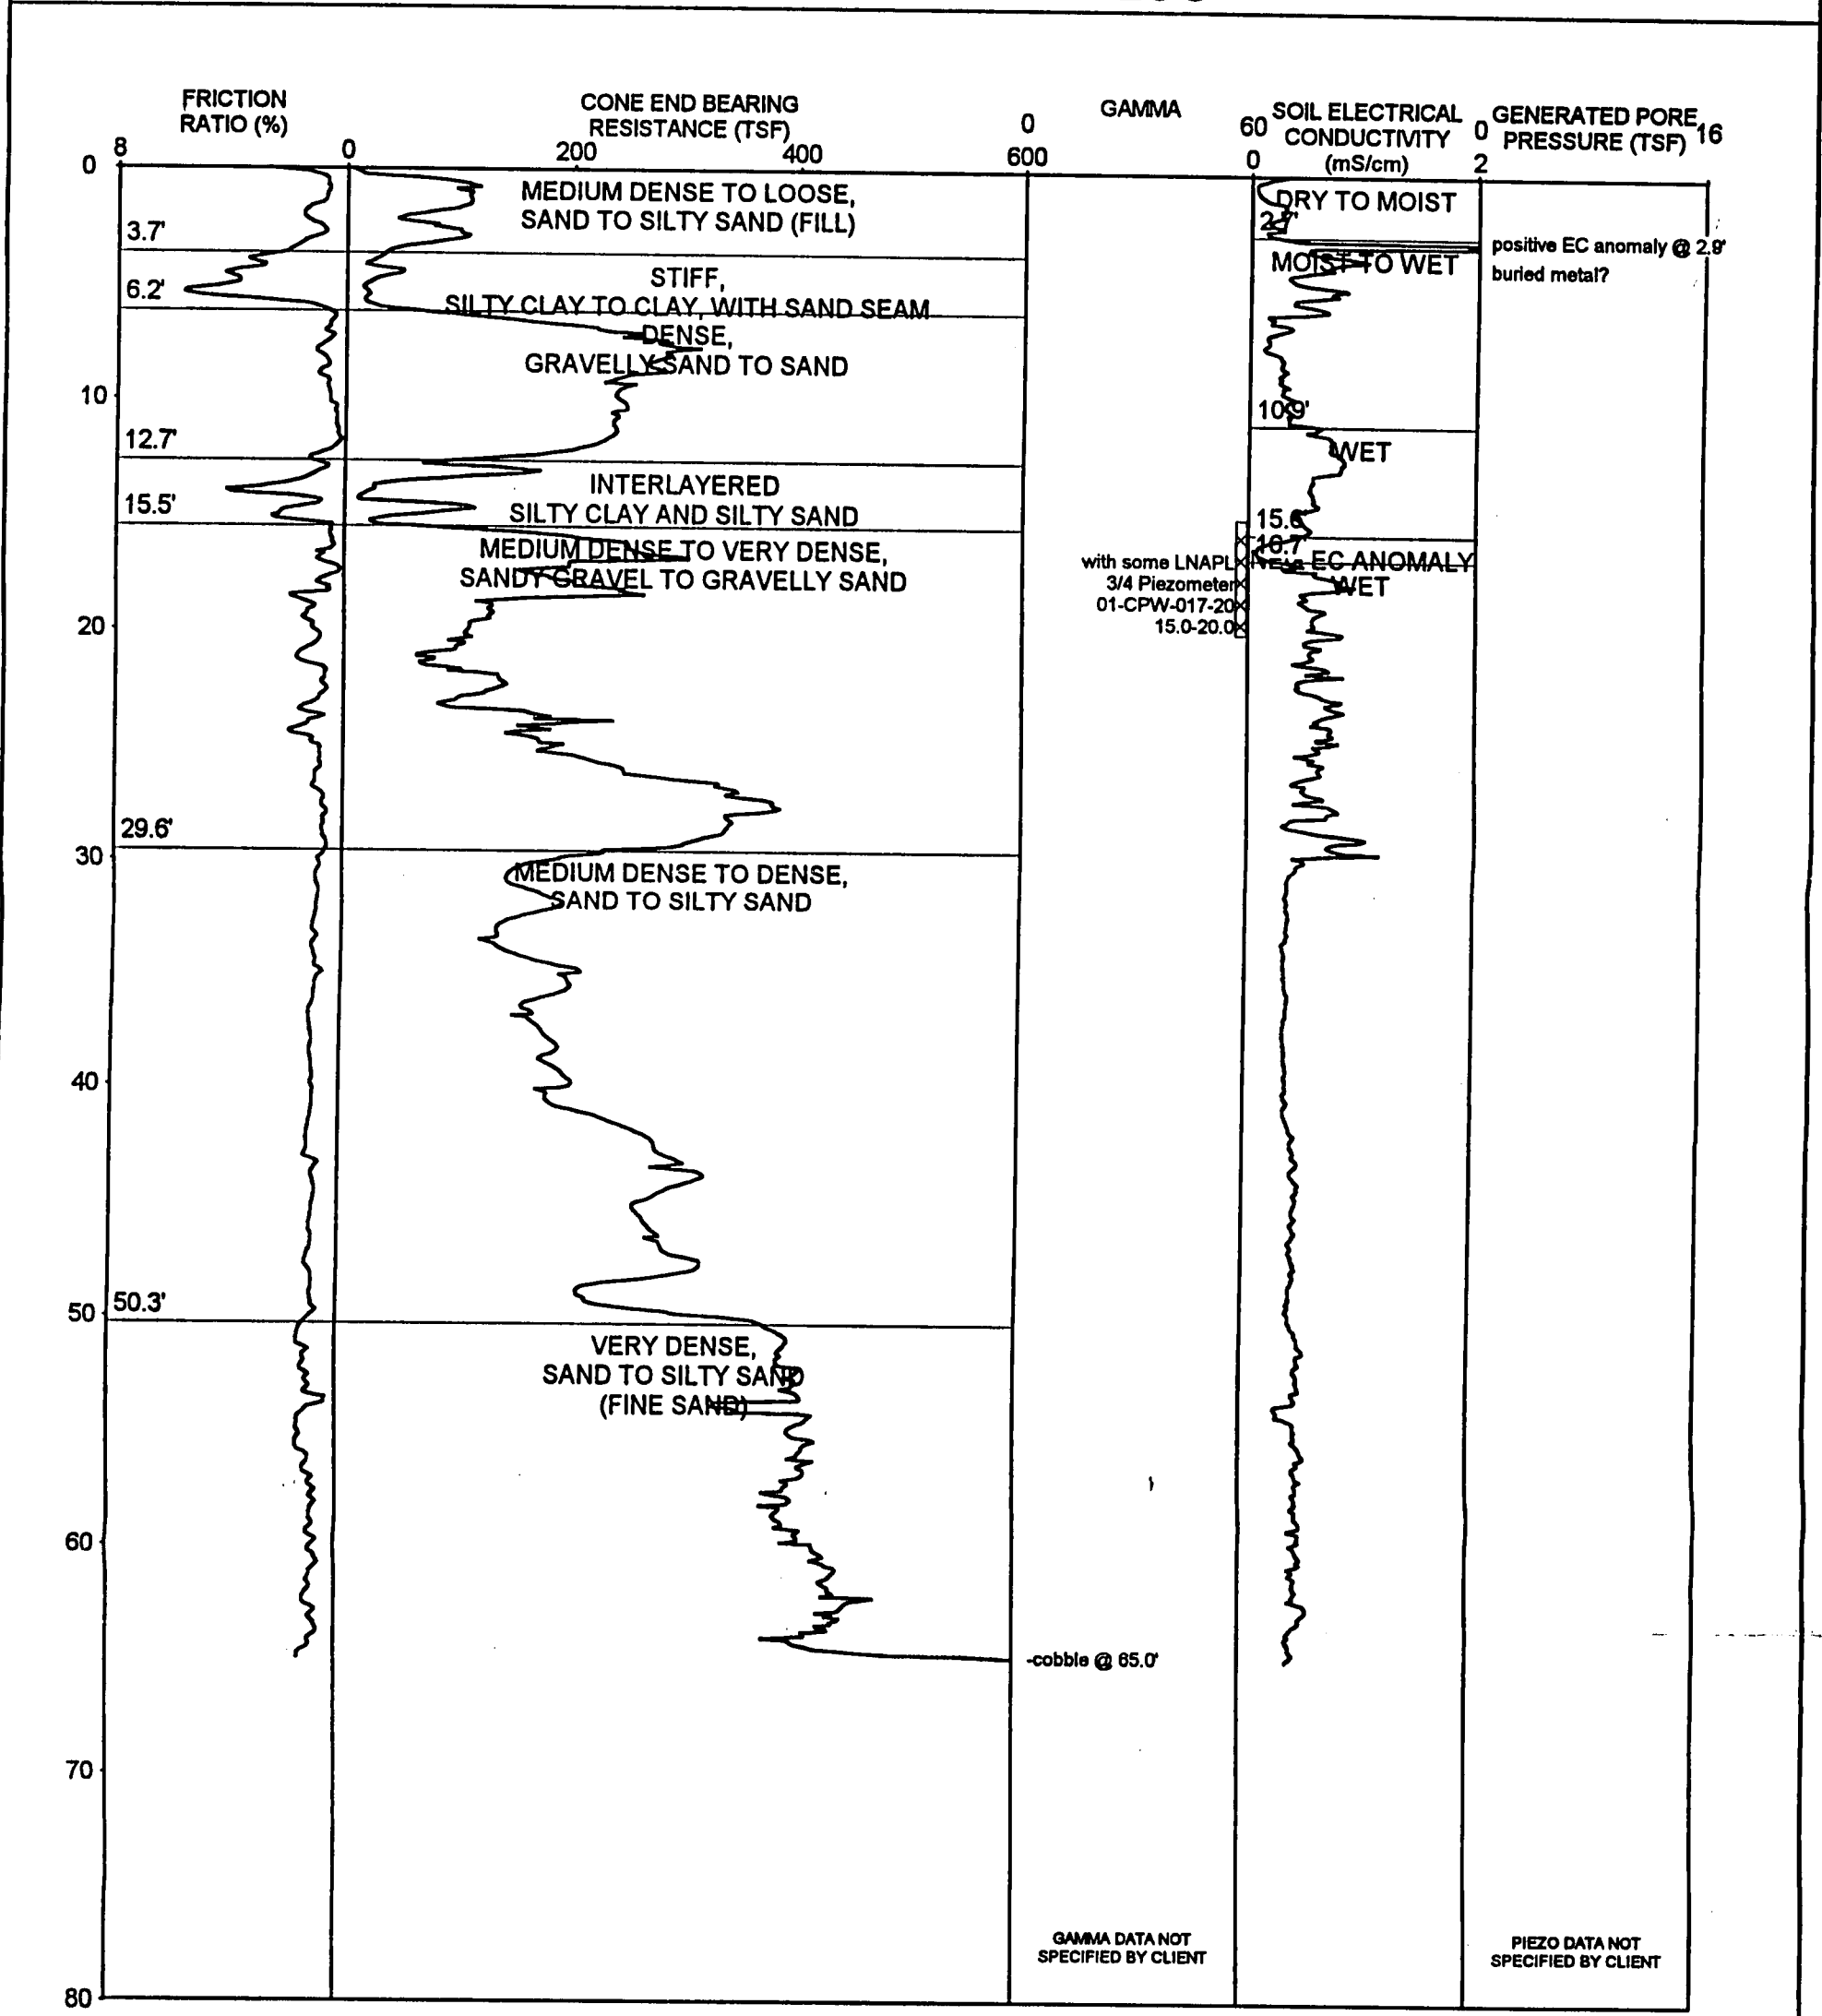 FRICTION
RATIO (%)
CONE END BEARING
RESISTANCE (TSF)
GAMMA
SOIL ELECTRICAL
CONDUCTIVITY
(mS/cm)
GENERATED PORE
PRESSURE (TSF)
8
0
200
400
600
0
60
0
2
0
16
0
10
20
30
40
50
60
70
80
3.7'
6.2'
12.7'
15.5'
29.6'
50.3'
MEDIUM DENSE TO LOOSE,
SAND TO SILTY SAND (FILL)
STIFF,
SILTY CLAY TO CLAY, WITH SAND SEAM
DENSE,
GRAVELLY SAND TO SAND
INTERLAYERED
SILTY CLAY AND SILTY SAND
MEDIUM DENSE TO VERY DENSE,
SANDY GRAVEL TO GRAVELLY SAND
MEDIUM DENSE TO DENSE,
SAND TO SILTY SAND
VERY DENSE,
SAND TO SILTY SAND
(FINE SAND)
-cobble @ 65.0'
with some LNAPL
3/4 Piezometer
01-CPW-017-20
15.0-20.0
DRY TO MOIST
2.7'
MOIST TO WET
10.9'
WET
15.6
16.7
EC ANOMALY
WET
positive EC anomaly @ 2.9'
buried metal?
GAMMA DATA NOT
SPECIFIED BY CLIENT
PIEZO DATA NOT
SPECIFIED BY CLIENT